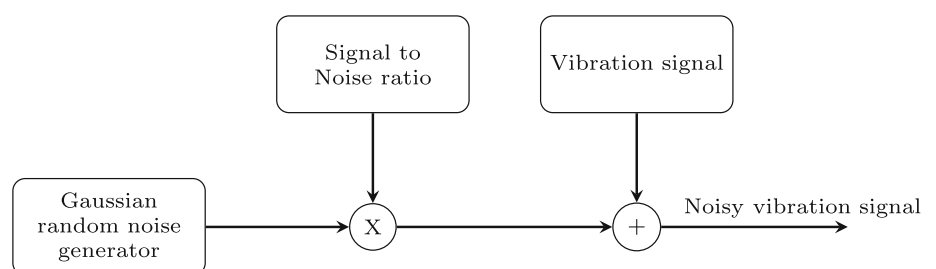 Signal to
Noise ratio
Vibration signal
Gaussian
random noise
generator
X
+
Noisy vibration signal